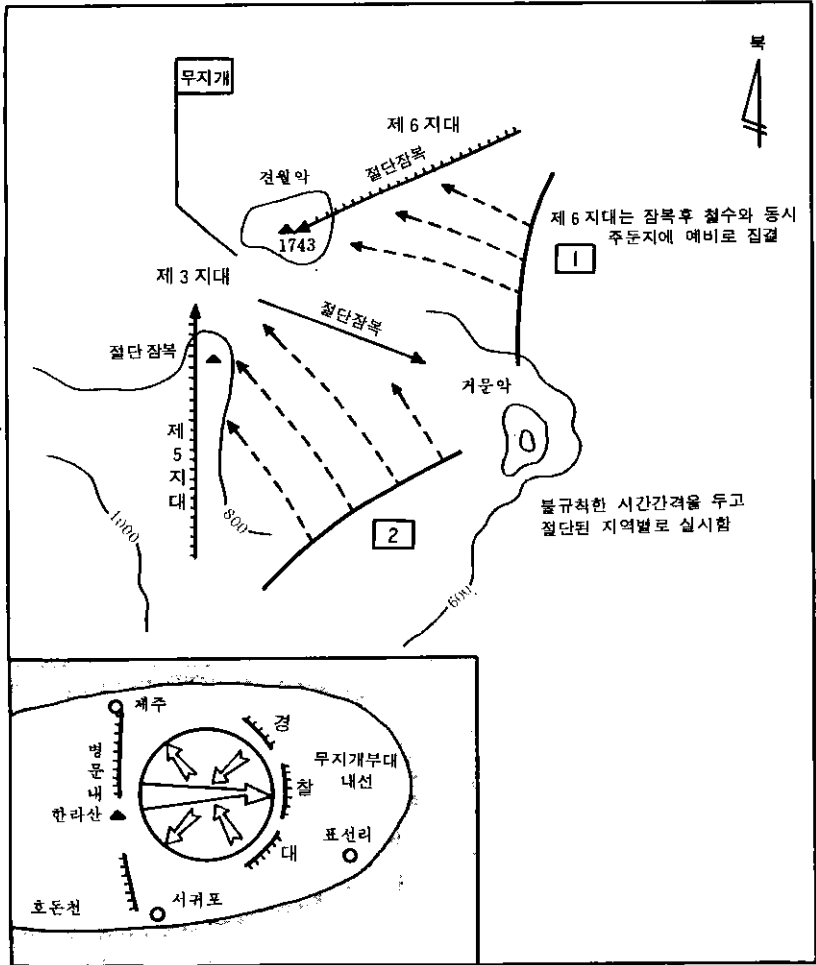 북
무지개
제 6 지대
절단잠복
견월악
1743
제 6 지대는 잠복후 철수와 동시
주둔지에 예비로 집결
1
제 3 지대
절단잠복
절단 잠복
거문악
제 5 지대
불규칙한 시간간격을 두고
절단된 지역별로 실시함
1000
800
2
600
제주
경찰대
병문내
무지개부대
내선
한라산
표선리
호돈천
서귀포